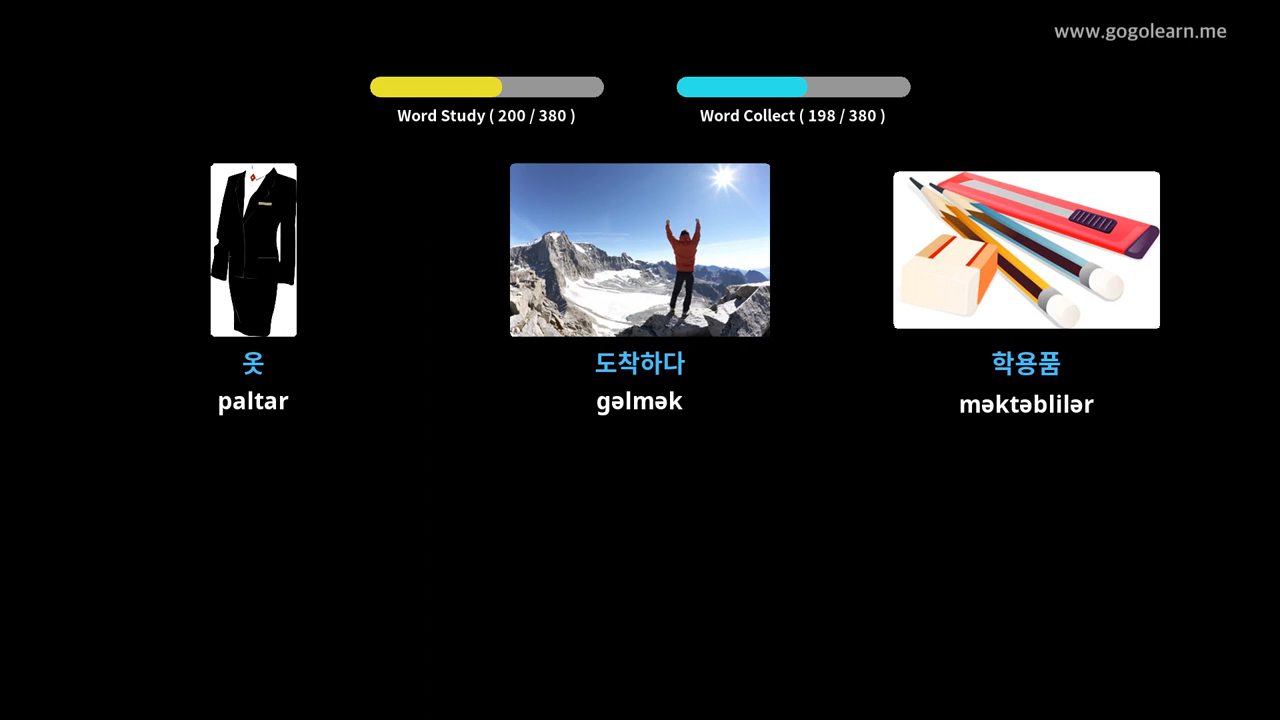 www.gogolearn.me
Word Study ( 200 / 380 )
Word Collect ( 198 / 380 )
옷
paltar
도착하다
gəlmək
학용품
məktəblilər